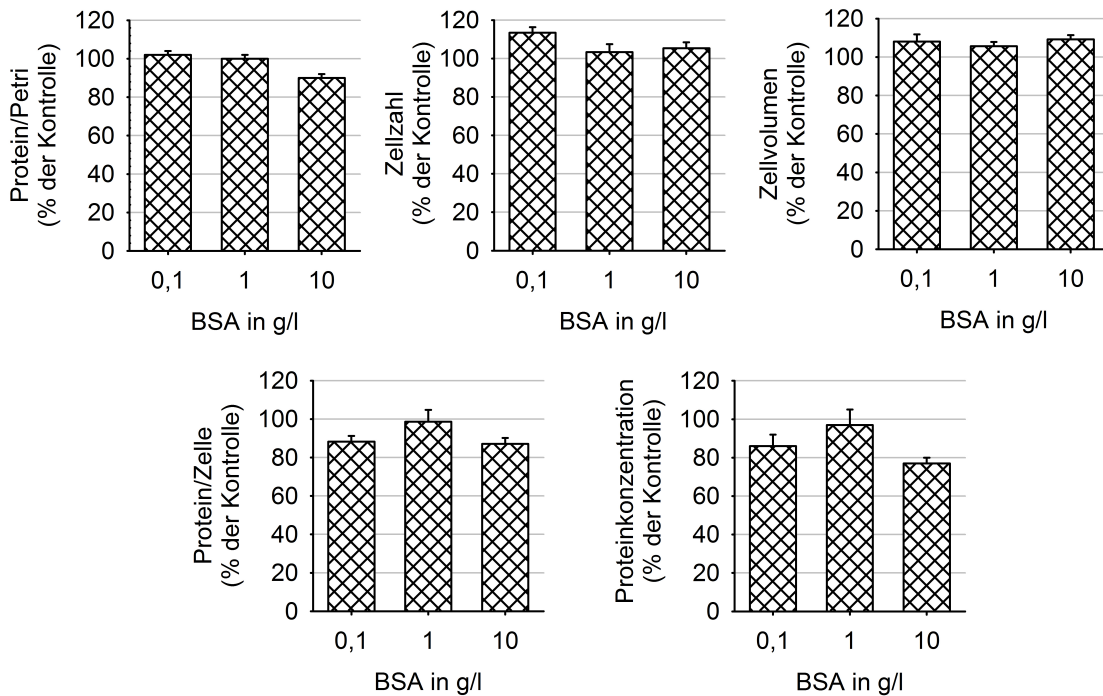 Protein/Petri
(% der Kontrolle)
120
100
80
60
40
20
0
0,1 1 10
BSA in g/l
Zellzahl
(% der Kontrolle)
120
100
80
60
40
20
0
0,1 1 10
BSA in g/l
Zellvolumen
(% der Kontrolle)
120
100
80
60
40
20
0
0,1 1 10
BSA in g/l
Protein/Zelle
(% der Kontrolle)
120
100
80
60
40
20
0
0,1 1 10
BSA in g/l
Proteinkonzentration
(% der Kontrolle)
120
100
80
60
40
20
0
0,1 1 10
BSA in g/l